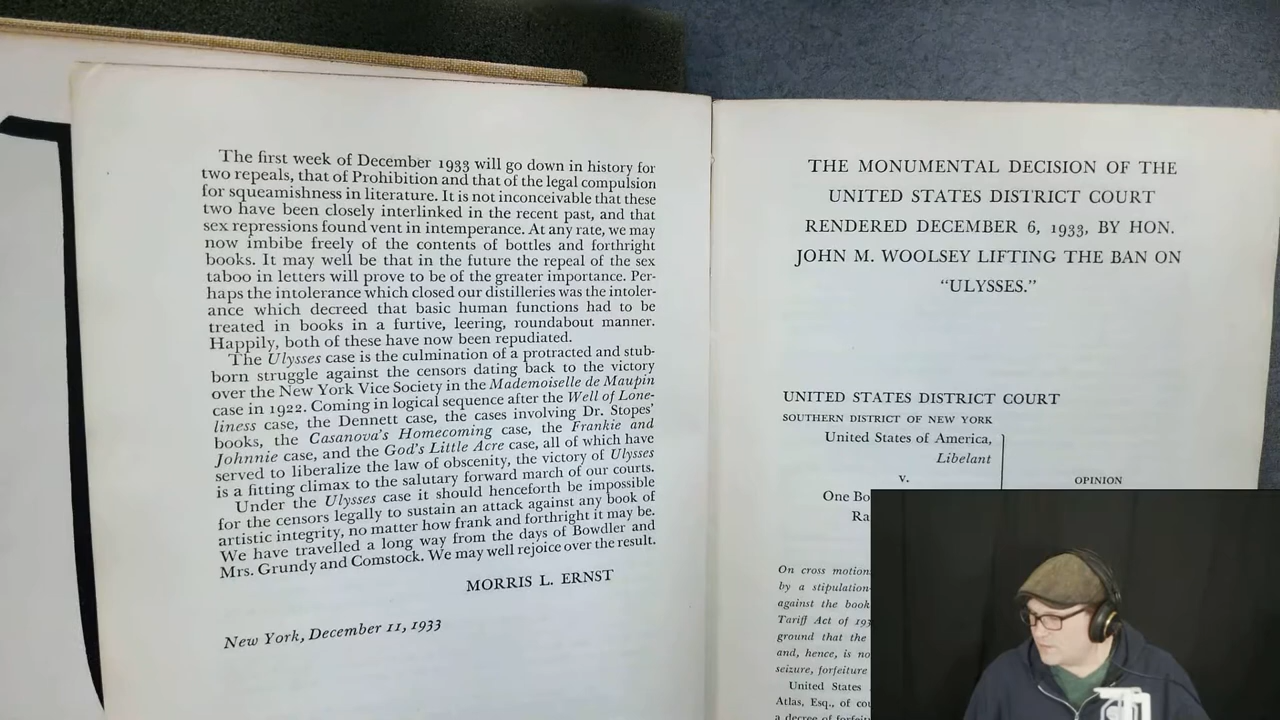 The first week of December 1933 will go down in history for
two repeals, that of Prohibition and that of the legal compulsion
for squeamishness in literature. It is not inconceivable that these
two have been closely interlinked in the recent past, and that
sex repressions found vent in intemperance. At any rate, we may
now imbibe freely of the contents of bottles and forthright
books. It may well be that in the future the repeal of the sex
taboo in letters will prove to be of the greater importance. Per-
haps the intolerance which closed our distilleries was the intoler-
ance which decreed that basic human functions had to be
treated in books in a furtive, leering, roundabout manner.
Happily, both of these have now been repudiated.
The Ulysses case is the culmination of a protracted and stub-
born struggle against the censors dating back to the victory
over the New York Vice Society in the Mademoiselle de Maupin
case in 1922. Coming in logical sequence after the Well of Lone-
liness case, the Dennett case, the cases involving Dr. Stopes'
books, the Casanova's Homecoming case, the Frankie and
Johnnie case, and the God's Little Acre case, all of which have
served to liberalize the law of obscenity, the victory of Ulysses
is a fitting climax to the salutary forward march of our courts.
Under the Ulysses case it should henceforth be impossible
for the censors legally to sustain an attack against any book of
artistic integrity, no matter how frank and forthright it may be.
We have travelled a long way from the days of Bowdler and
Mrs. Grundy and Comstock. We may well rejoice over the result.
MORRIS L. ERNST
New York, December 11, 1933
THE MONUMENTAL DECISION OF THE
UNITED STATES DISTRICT COURT
RENDERED DECEMBER 6, 1933, BY HON.
JOHN M. WOOLSEY LIFTING THE BAN ON
"ULYSSES."
UNITED STATES DISTRICT COURT
SOUTHERN DISTRICT OF NEW YORK
United States of America,
Libelant
v.
OPINION
One
On cross
by a stipulation
against the book
Tariff Act of
ground that the
and, hence, is
seizure, forfeiture
United States
Atlas, Esq., of
a decree of